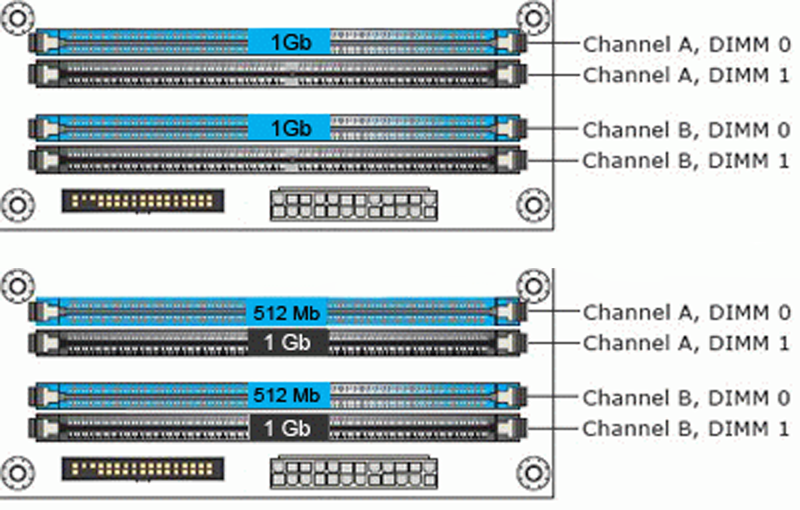 1Gb Channel A, DIMM 0
Channel A, DIMM 1
1Gb Channel B, DIMM 0
Channel B, DIMM 1
512 Mb Channel A, DIMM 0
1 Gb Channel A, DIMM 1
512 Mb Channel B, DIMM 0
1 Gb Channel B, DIMM 1